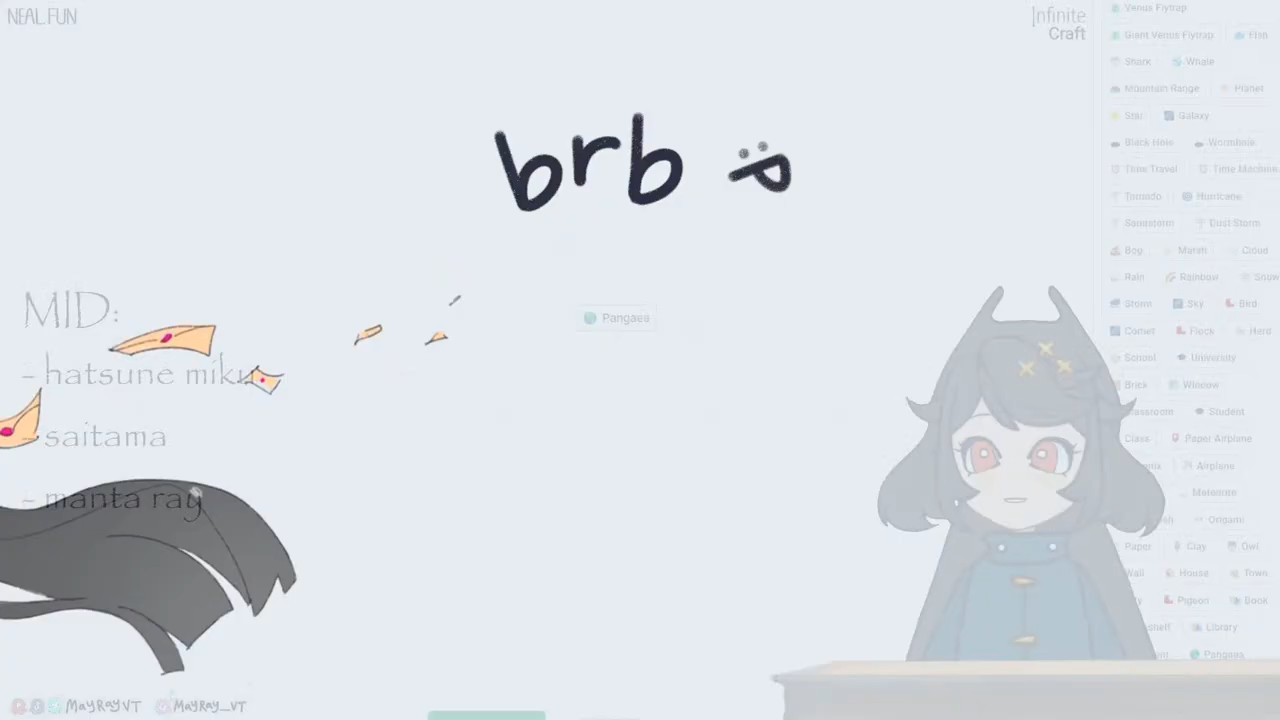 NEAL.FUN
Infinite
Craft
brb :P
MID:
- hatsune miku
- saitama
- manta ray
Pangaea
Venus Flytrap
Giant Venus Flytrap Fish
Shark Whale
Mountain Range Planet
Star Galaxy
Black Hole Wormhole
Time Travel Time Machine
Tornado Hurricane
Sandstorm Dust Storm
Bog Marsh Cloud
Rain Rainbow Snow
Storm Sky Bird
Comet Flock Herd
School University
Brick Window
Student
Class Paper Airplane
Airplane
Meteorite
Origami
Paper Clay Owl
Wall House Town
Pigeon Book
Library
Pangaea
MayRayVT MayRay_VT